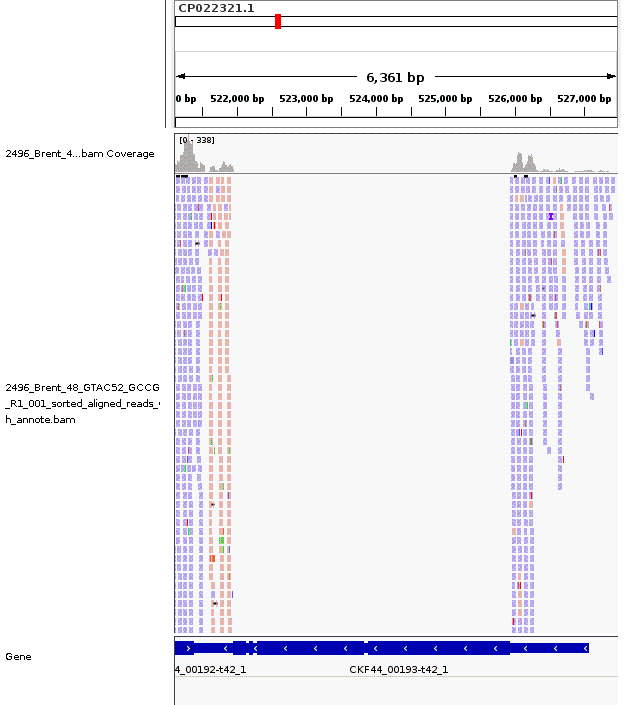 CP022321.1
6,361 bp
0 bp 522,000 bp 523,000 bp 524,000 bp 525,000 bp 526,000 bp 527,000 bp
2496_Brent_4...bam Coverage
[0 - 338]
2496_Brent_48_GTAC52_GCCG
_R1_001_sorted_aligned_reads_
h_annote.bam
Gene
4_00192-t42_1 CKF44_00193-t42_1